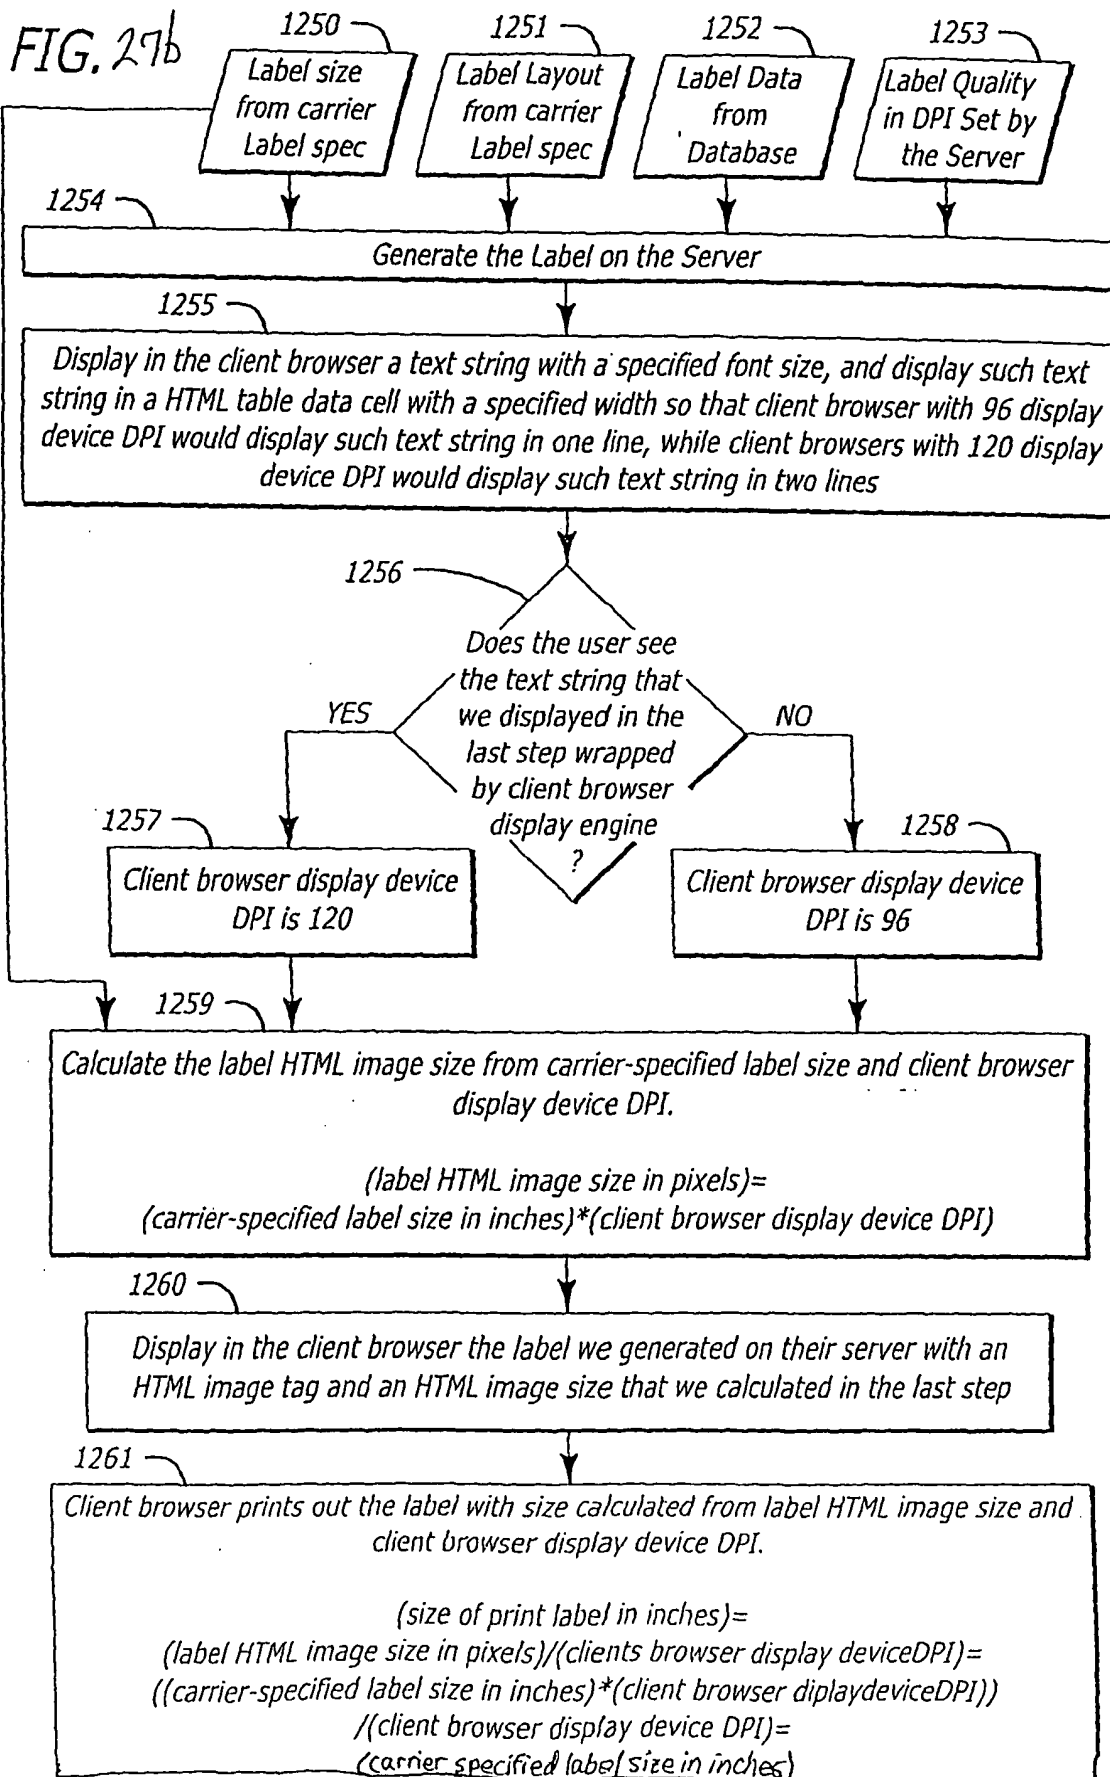 FIG. 27b
1250
1251
1252
1253
Label size
from carrier
Label spec
Label Layout
from carrier
Label spec
Label Data
from
Database
Label Quality
in DPI Set by
the Server
1254
Generate the Label on the Server
1255
Display in the client browser a text string with a specified font size, and display such text
string in a HTML table data cell with a specified width so that client browser with 96 display
device DPI would display such text string in one line, while client browsers with 120 display
device DPI would display such text string in two lines
1256
Does the user see
the text string that
we displayed in the
last step wrapped
by client browser
display engine
?
YES
NO
1257
Client browser display device
DPI is 120
1258
Client browser display device
DPI is 96
1259
Calculate the label HTML image size from carrier-specified label size and client browser
display device DPI.
(label HTML image size in pixels)=
(carrier-specified label size in inches)*(client browser display device DPI)
1260
Display in the client browser the label we generated on their server with an
HTML image tag and an HTML image size that we calculated in the last step
1261
Client browser prints out the label with size calculated from label HTML image size and
client browser display device DPI.
(size of print label in inches)=
(label HTML image size in pixels)/(clients browser display deviceDPI)=
((carrier-specified label size in inches)*(client browser diplaydeviceDPI))
/(client browser display device DPI)=
(carrier specified label size in inches)